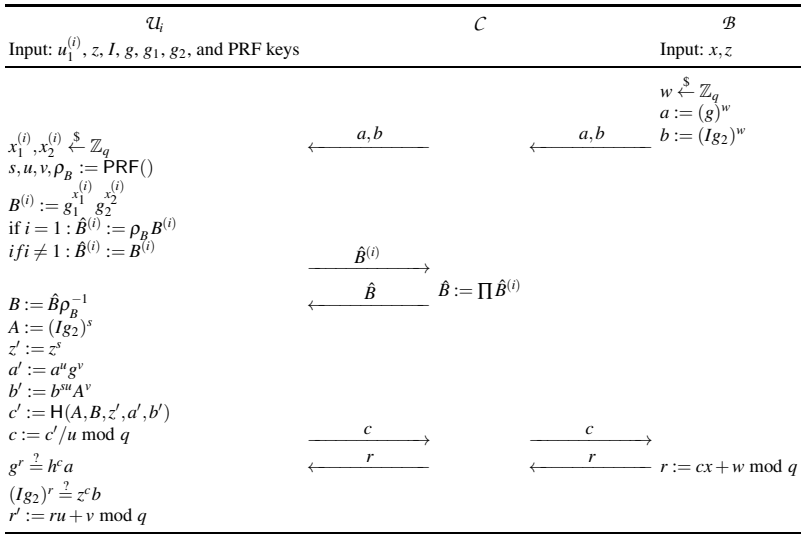 𝒰ᵢ 𝒞 ℬ
Input: u₁⁽ⁱ⁾, z, I, g, g₁, g₂, and PRF keys Input: x, z
w ←$ ℤ_q
a := (g)^w
a, b a, b b := (Ig₂)^w
x₁⁽ⁱ⁾, x₂⁽ⁱ⁾ ←$ ℤ_q
s, u, v, ρ_B := PRF()
B⁽ⁱ⁾ := g₁^{x₁⁽ⁱ⁾} g₂^{x₂⁽ⁱ⁾}
if i = 1 : B̂⁽ⁱ⁾ := ρ_B B⁽ⁱ⁾
if i ≠ 1 : B̂⁽ⁱ⁾ := B⁽ⁱ⁾
B̂⁽ⁱ⁾
B̂ B̂ := ∏ B̂⁽ⁱ⁾
B := B̂ρ_B^{-1}
A := (Ig₂)^s
z′ := z^s
a′ := a^u g^v
b′ := b^{su} A^v
c′ := H(A, B, z′, a′, b′)
c := c′/u mod q c c
g^r ≟ h^c a r r r := cx + w mod q
(Ig₂)^r ≟ z^c b
r′ := ru + v mod q